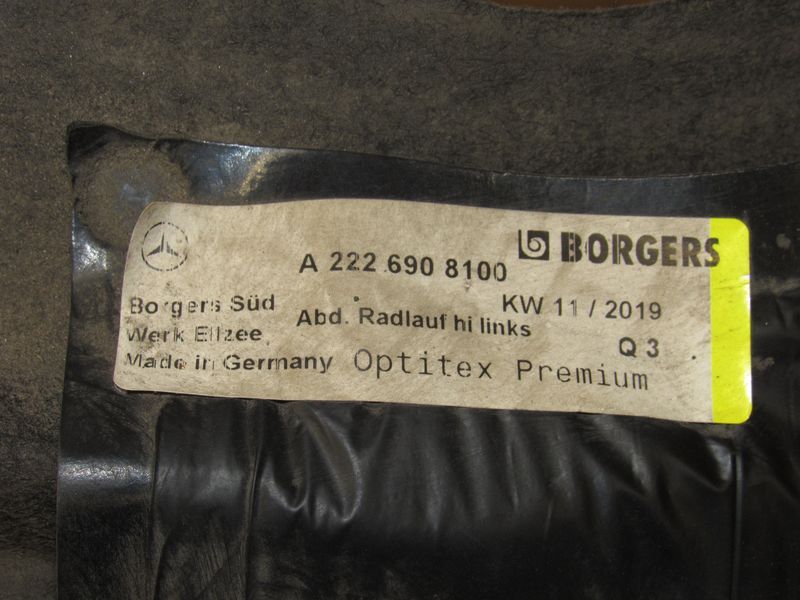 BORGERS
A 222 690 8100
Borgers Süd
KW 11 / 2019
Werk Ellzee
Abd. Radlauf hi links
Q 3
Made in Germany
Optitex Premium